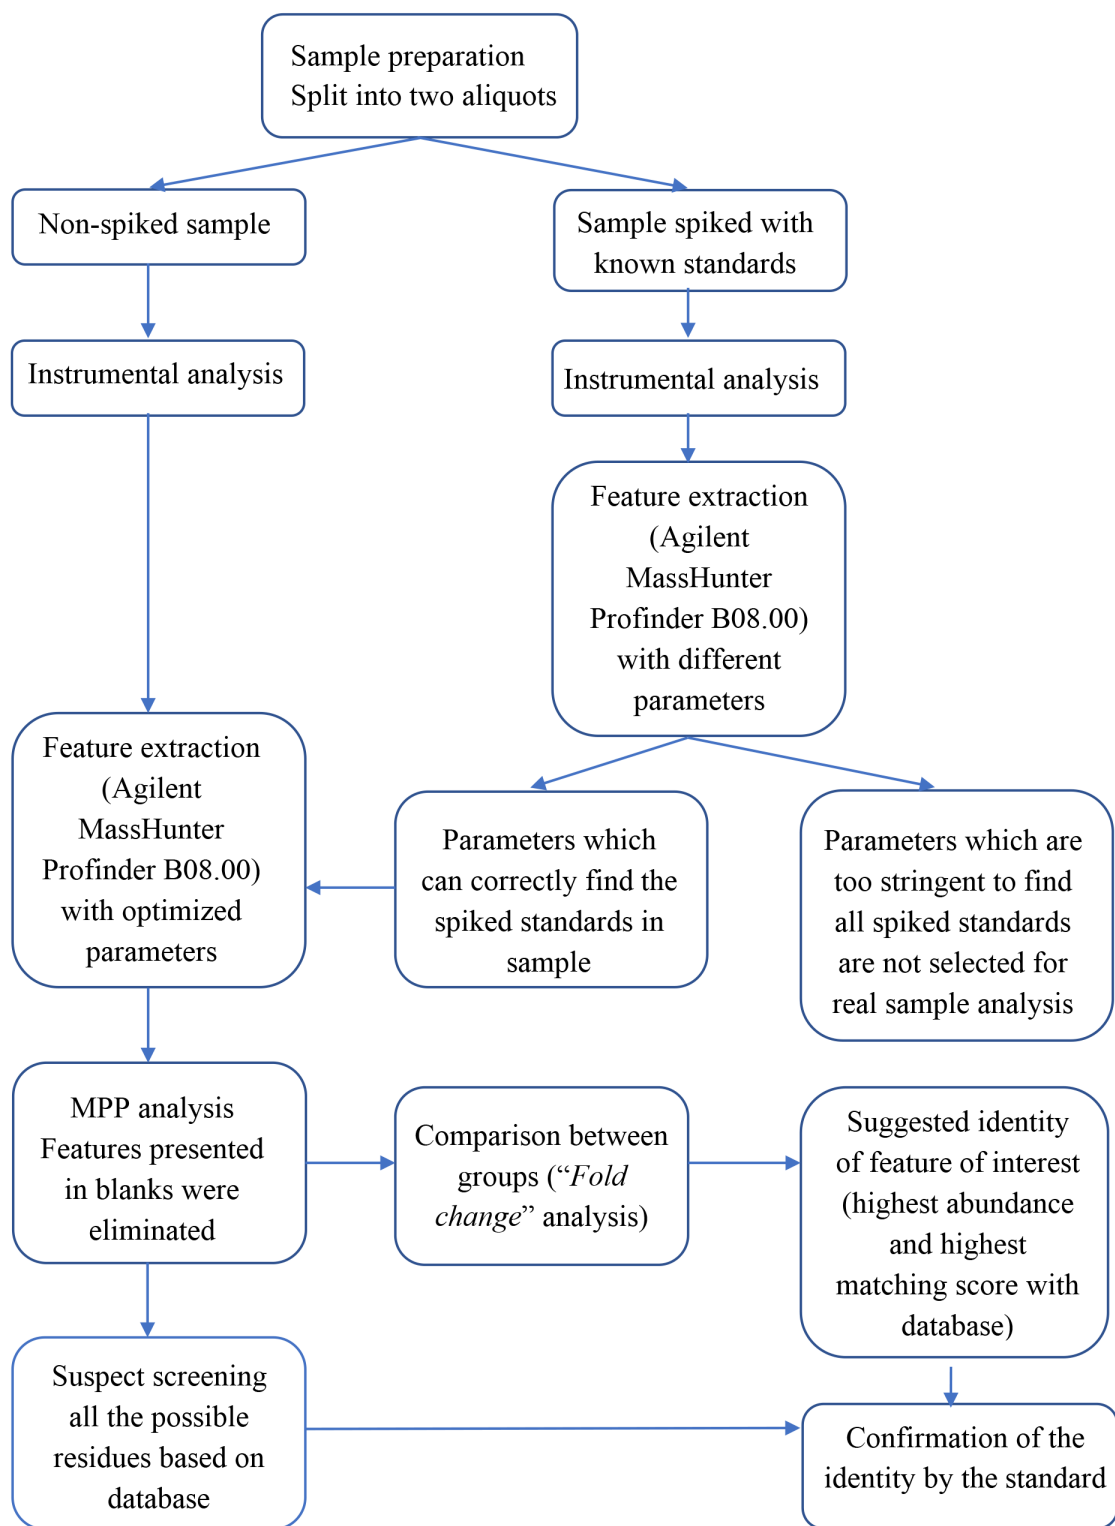 Sample preparation
Split into two aliquots
Non-spiked sample
Sample spiked with
known standards
Instrumental analysis
Instrumental analysis
Feature extraction
(Agilent
MassHunter
Profinder B08.00)
with different
parameters
Feature extraction
(Agilent
MassHunter
Profinder B08.00)
with optimized
parameters
Parameters which
can correctly find the
spiked standards in
sample
Parameters which are
too stringent to find
all spiked standards
are not selected for
real sample analysis
MPP analysis
Features presented
in blanks were
eliminated
Comparison between
groups (“Fold
change” analysis)
Suggested identity
of feature of interest
(highest abundance
and highest
matching score with
database)
Suspect screening
all the possible
residues based on
database
Confirmation of the
identity by the standard